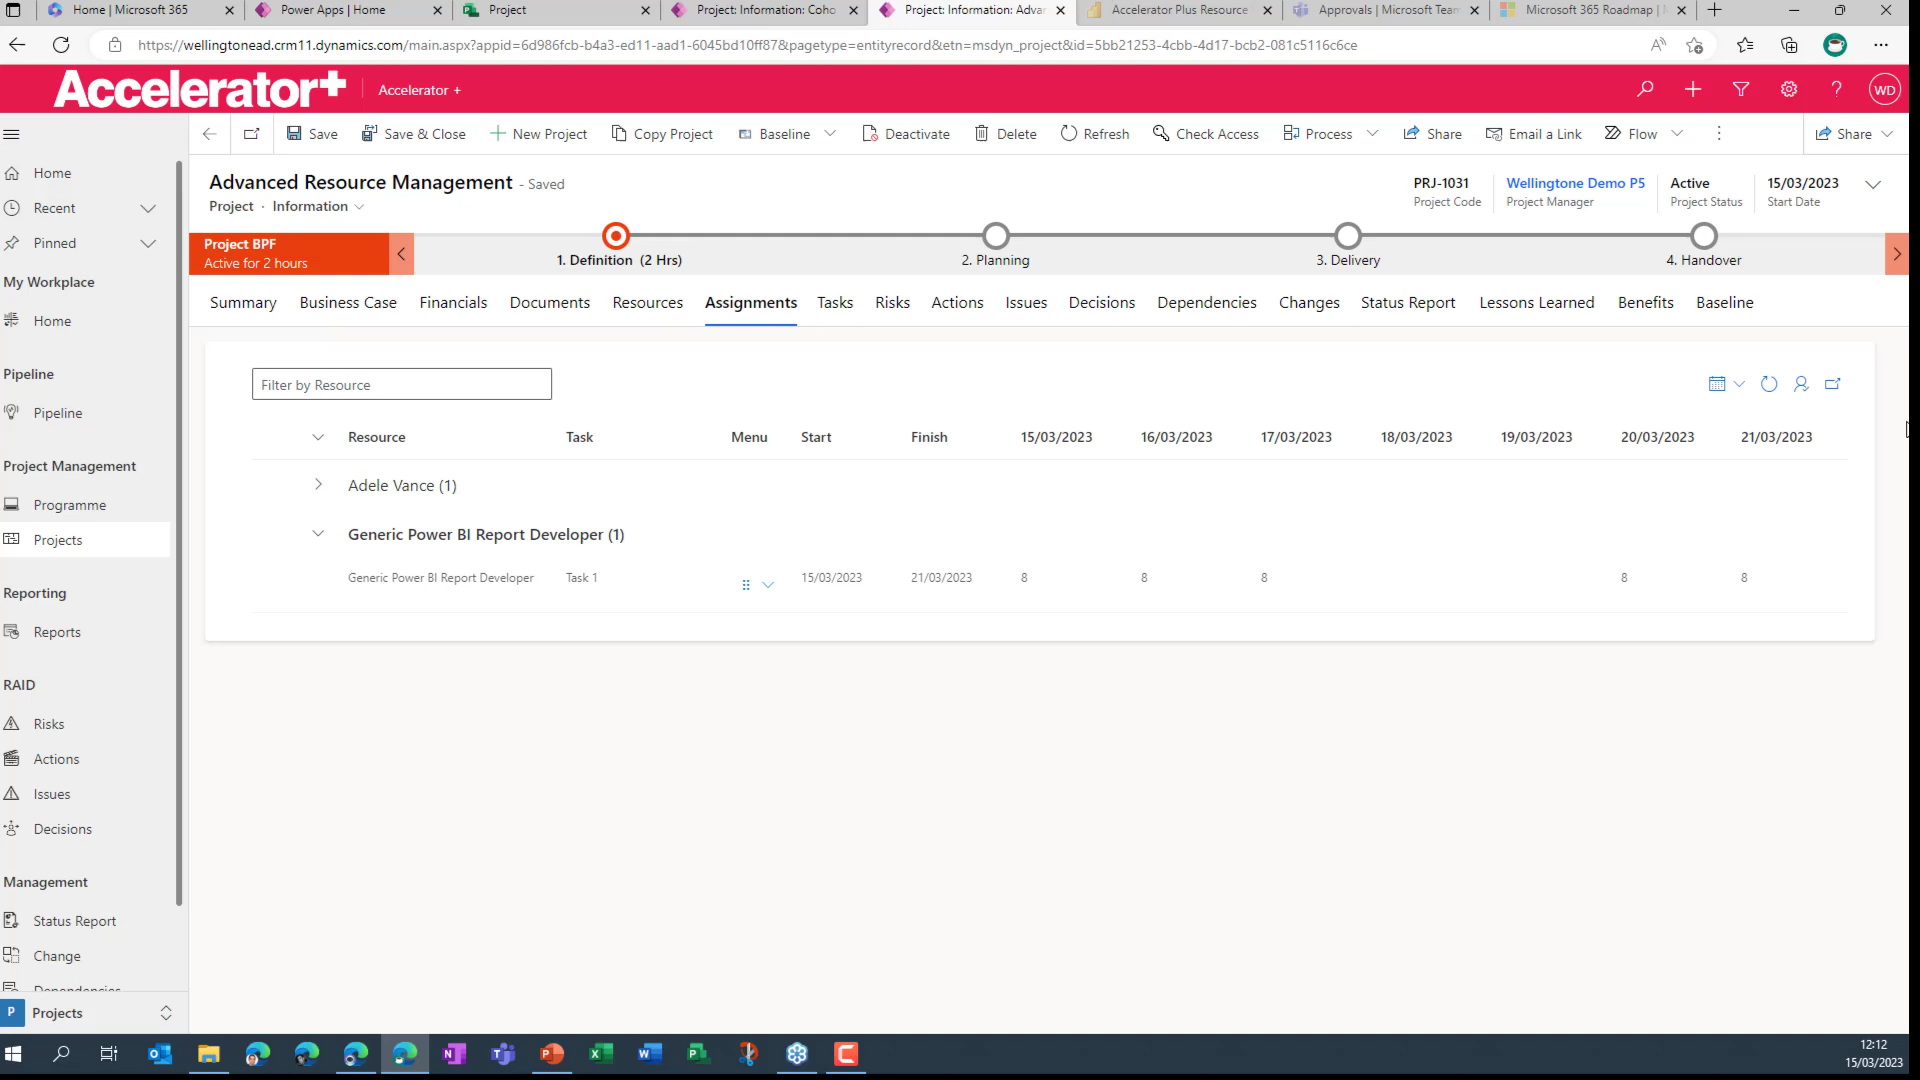 Home | Microsoft 365
Power Apps | Home
Project
Project: Information: Coho
Project: Information: Advan
Accelerator Plus Resource
Approvals | Microsoft Team
Microsoft 365 Roadmap |
https://wellingtonead.crm11.dynamics.com/main.aspx?appid=6d986fcb-b4a3-ed11-aad1-6045bd10ff87&pagetype=entityrecord&etn=msdyn_project&id=5bb21253-4cbb-4d17-bcb2-081c5116c6ce
Accelerator+
Accelerator +
WD
Save
Save & Close
New Project
Copy Project
Baseline
Deactivate
Delete
Refresh
Check Access
Process
Share
Email a Link
Flow
Share
Home
Recent
Pinned
My Workplace
Home
Pipeline
Pipeline
Project Management
Programme
Projects
Reporting
Reports
RAID
Risks
Actions
Issues
Decisions
Management
Status Report
Change
Dependencies
P Projects
Advanced Resource Management - Saved
Project · Information
PRJ-1031
Project Code
Wellingtone Demo P5
Project Manager
Active
Project Status
15/03/2023
Start Date
Project BPF
Active for 2 hours
1. Definition (2 Hrs)
2. Planning
3. Delivery
4. Handover
Summary Business Case Financials Documents Resources Assignments Tasks Risks Actions Issues Decisions Dependencies Changes Status Report Lessons Learned Benefits Baseline
Filter by Resource
Resource Task Menu Start Finish 15/03/2023 16/03/2023 17/03/2023 18/03/2023 19/03/2023 20/03/2023 21/03/2023
Adele Vance (1)
Generic Power BI Report Developer (1)
Generic Power BI Report Developer Task 1 15/03/2023 21/03/2023 8 8 8 8 8
12:12
15/03/2023